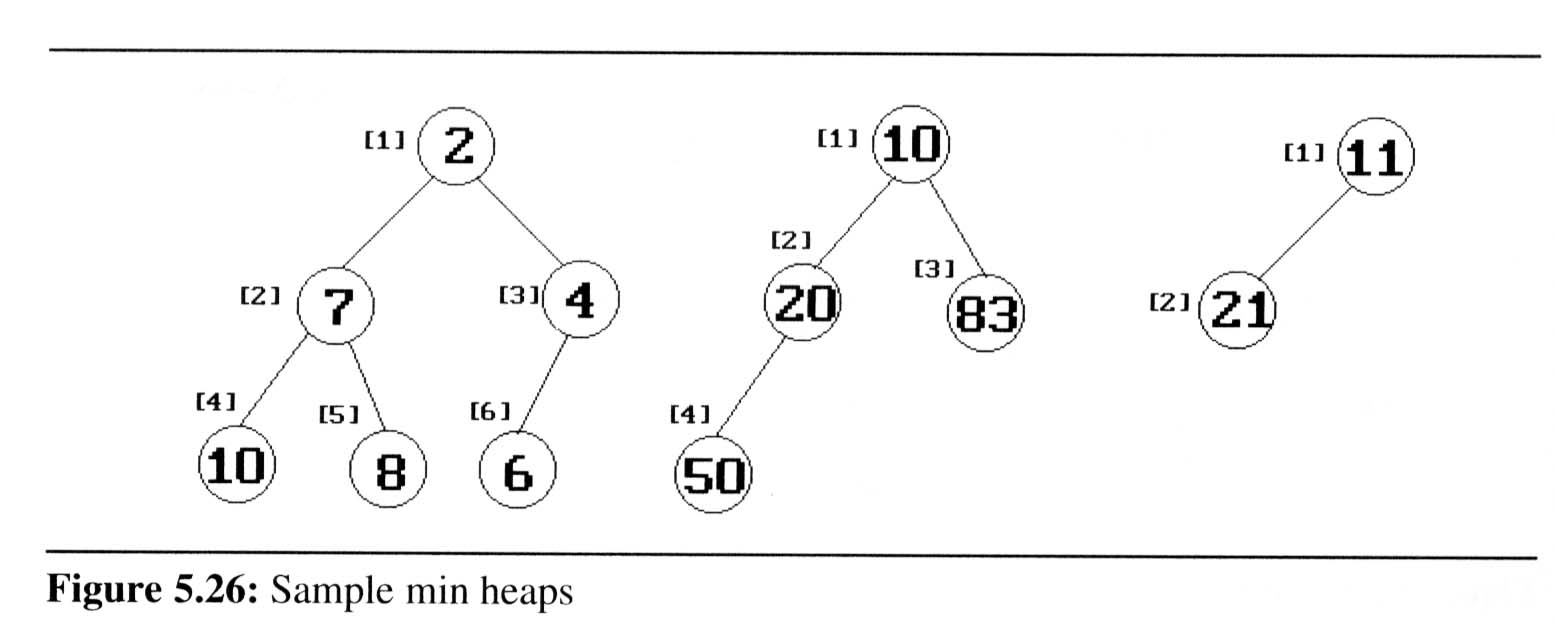 [1] 2 [1] 10 [1] 11
[2] 7 [3] 4 [2] 20 [3] 83 [2] 21
[4] 10 [5] 8 [6] 6 [4] 50
Figure 5.26: Sample min heaps